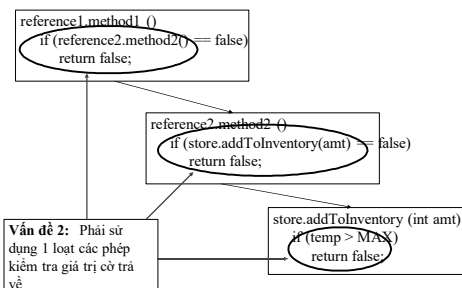 reference1.method1 ()
if (reference2.method2() == false)
return false;
reference2.method2 ()
if (store.addToInventory(amt) == false)
return false;
store.addToInventory (int amt)
if (temp > MAX)
return false;
Vấn đề 2: Phải sử
dụng 1 loạt các phép
kiểm tra giá trị cờ trả
về